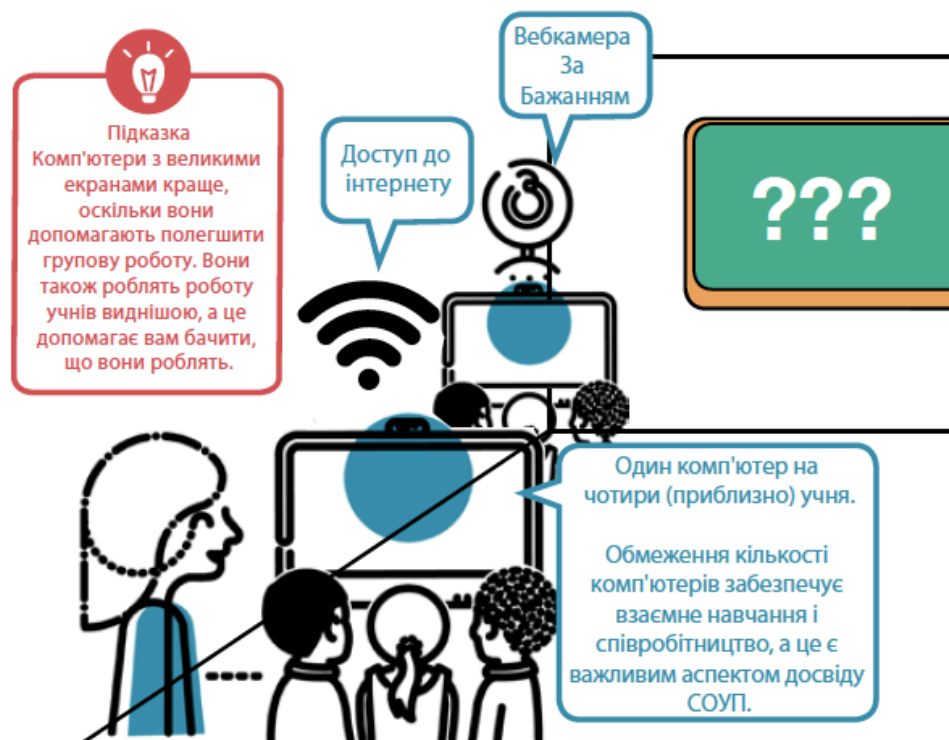 Підказка
Комп'ютери з великими
екранами краще,
оскільки вони
допомагають полегшити
групову роботу. Вони
також роблять роботу
учнів виднішою, а це
допомагає вам бачити,
що вони роблять.
Доступ до
інтернету
Вебкамера
За
Бажанням
???
Один комп'ютер на
чотири (приблизно) учня.
Обмеження кількості
комп'ютерів забезпечує
взаємне навчання і
співробітництво, а це є
важливим аспектом досвіду
СОУП.